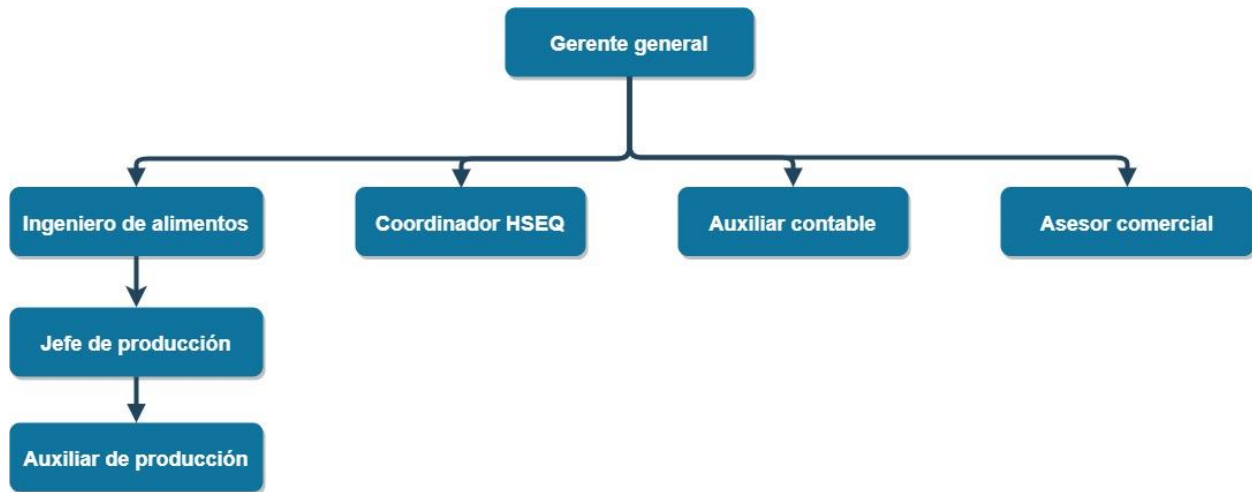 Gerente general
Ingeniero de alimentos
Coordinador HSEQ
Auxiliar contable
Asesor comercial
Jefe de producción
Auxiliar de producción